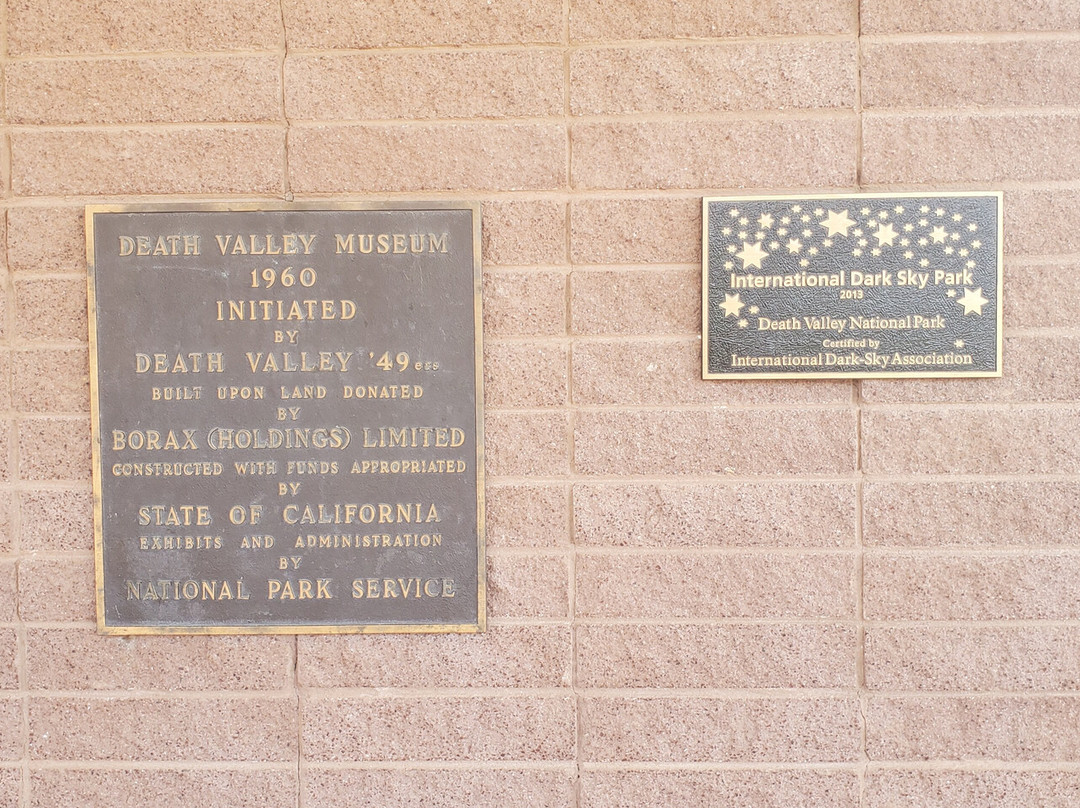 DEATH VALLEY MUSEUM
1960
INITIATED
BY
DEATH VALLEY '49ERS
BUILT UPON LAND DONATED
BY
BORAX (HOLDINGS) LIMITED
CONSTRUCTED WITH FUNDS APPROPRIATED
BY
STATE OF CALIFORNIA
EXHIBITS AND ADMINISTRATION
BY
NATIONAL PARK SERVICE
International Dark Sky Park
2013
Death Valley National Park
Certified by
International Dark-Sky Association